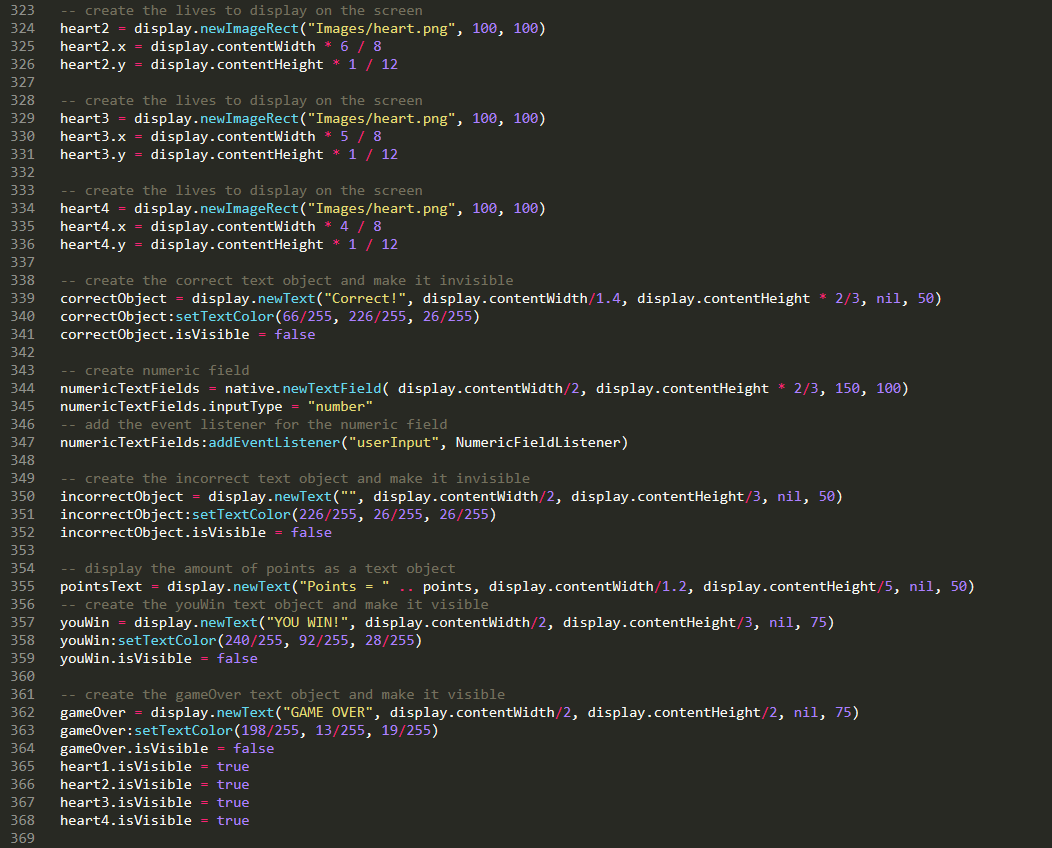 323 -- create the lives to display on the screen
324 heart2 = display.newImageRect("Images/heart.png", 100, 100)
325 heart2.x = display.contentWidth * 6 / 8
326 heart2.y = display.contentHeight * 1 / 12
327
328 -- create the lives to display on the screen
329 heart3 = display.newImageRect("Images/heart.png", 100, 100)
330 heart3.x = display.contentWidth * 5 / 8
331 heart3.y = display.contentHeight * 1 / 12
332
333 -- create the lives to display on the screen
334 heart4 = display.newImageRect("Images/heart.png", 100, 100)
335 heart4.x = display.contentWidth * 4 / 8
336 heart4.y = display.contentHeight * 1 / 12
337
338 -- create the correct text object and make it invisible
339 correctObject = display.newText("Correct!", display.contentWidth/1.4, display.contentHeight * 2/3, nil, 50)
340 correctObject:setTextColor(66/255, 226/255, 26/255)
341 correctObject.isVisible = false
342
343 -- create numeric field
344 numericTextFields = native.newTextField( display.contentWidth/2, display.contentHeight * 2/3, 150, 100)
345 numericTextFields.inputType = "number"
346 -- add the event listener for the numeric field
347 numericTextFields:addEventListener("userInput", NumericFieldListener)
348
349 -- create the incorrect text object and make it invisible
350 incorrectObject = display.newText("", display.contentWidth/2, display.contentHeight/3, nil, 50)
351 incorrectObject:setTextColor(226/255, 26/255, 26/255)
352 incorrectObject.isVisible = false
353
354 -- display the amount of points as a text object
355 pointsText = display.newText("Points = " .. points, display.contentWidth/1.2, display.contentHeight/5, nil, 50)
356 -- create the youWin text object and make it visible
357 youWin = display.newText("YOU WIN!", display.contentWidth/2, display.contentHeight/3, nil, 75)
358 youWin:setTextColor(240/255, 92/255, 28/255)
359 youWin.isVisible = false
360
361 -- create the gameOver text object and make it visible
362 gameOver = display.newText("GAME OVER", display.contentWidth/2, display.contentHeight/2, nil, 75)
363 gameOver:setTextColor(198/255, 13/255, 19/255)
364 gameOver.isVisible = false
365 heart1.isVisible = true
366 heart2.isVisible = true
367 heart3.isVisible = true
368 heart4.isVisible = true
369